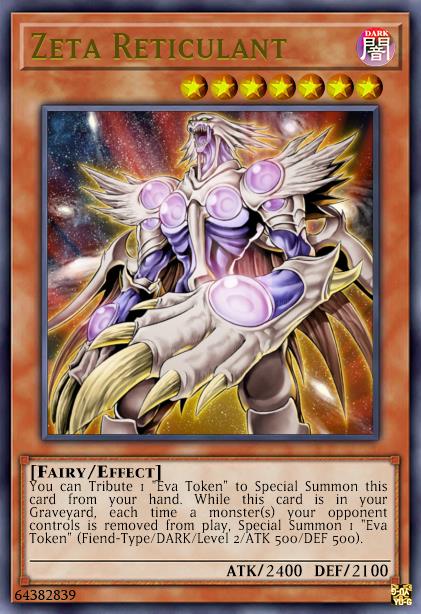 Zeta Reticulant
DARK
闇
[Fairy/Effect]
You can Tribute 1 "Eva Token" to Special Summon this
card from your hand. While this card is in your
Graveyard, each time a monster(s) your opponent
controls is removed from play, Special Summon 1 "Eva
Token" (Fiend-Type/DARK/Level 2/ATK 500/DEF 500).
ATK/2400 DEF/2100
64382839